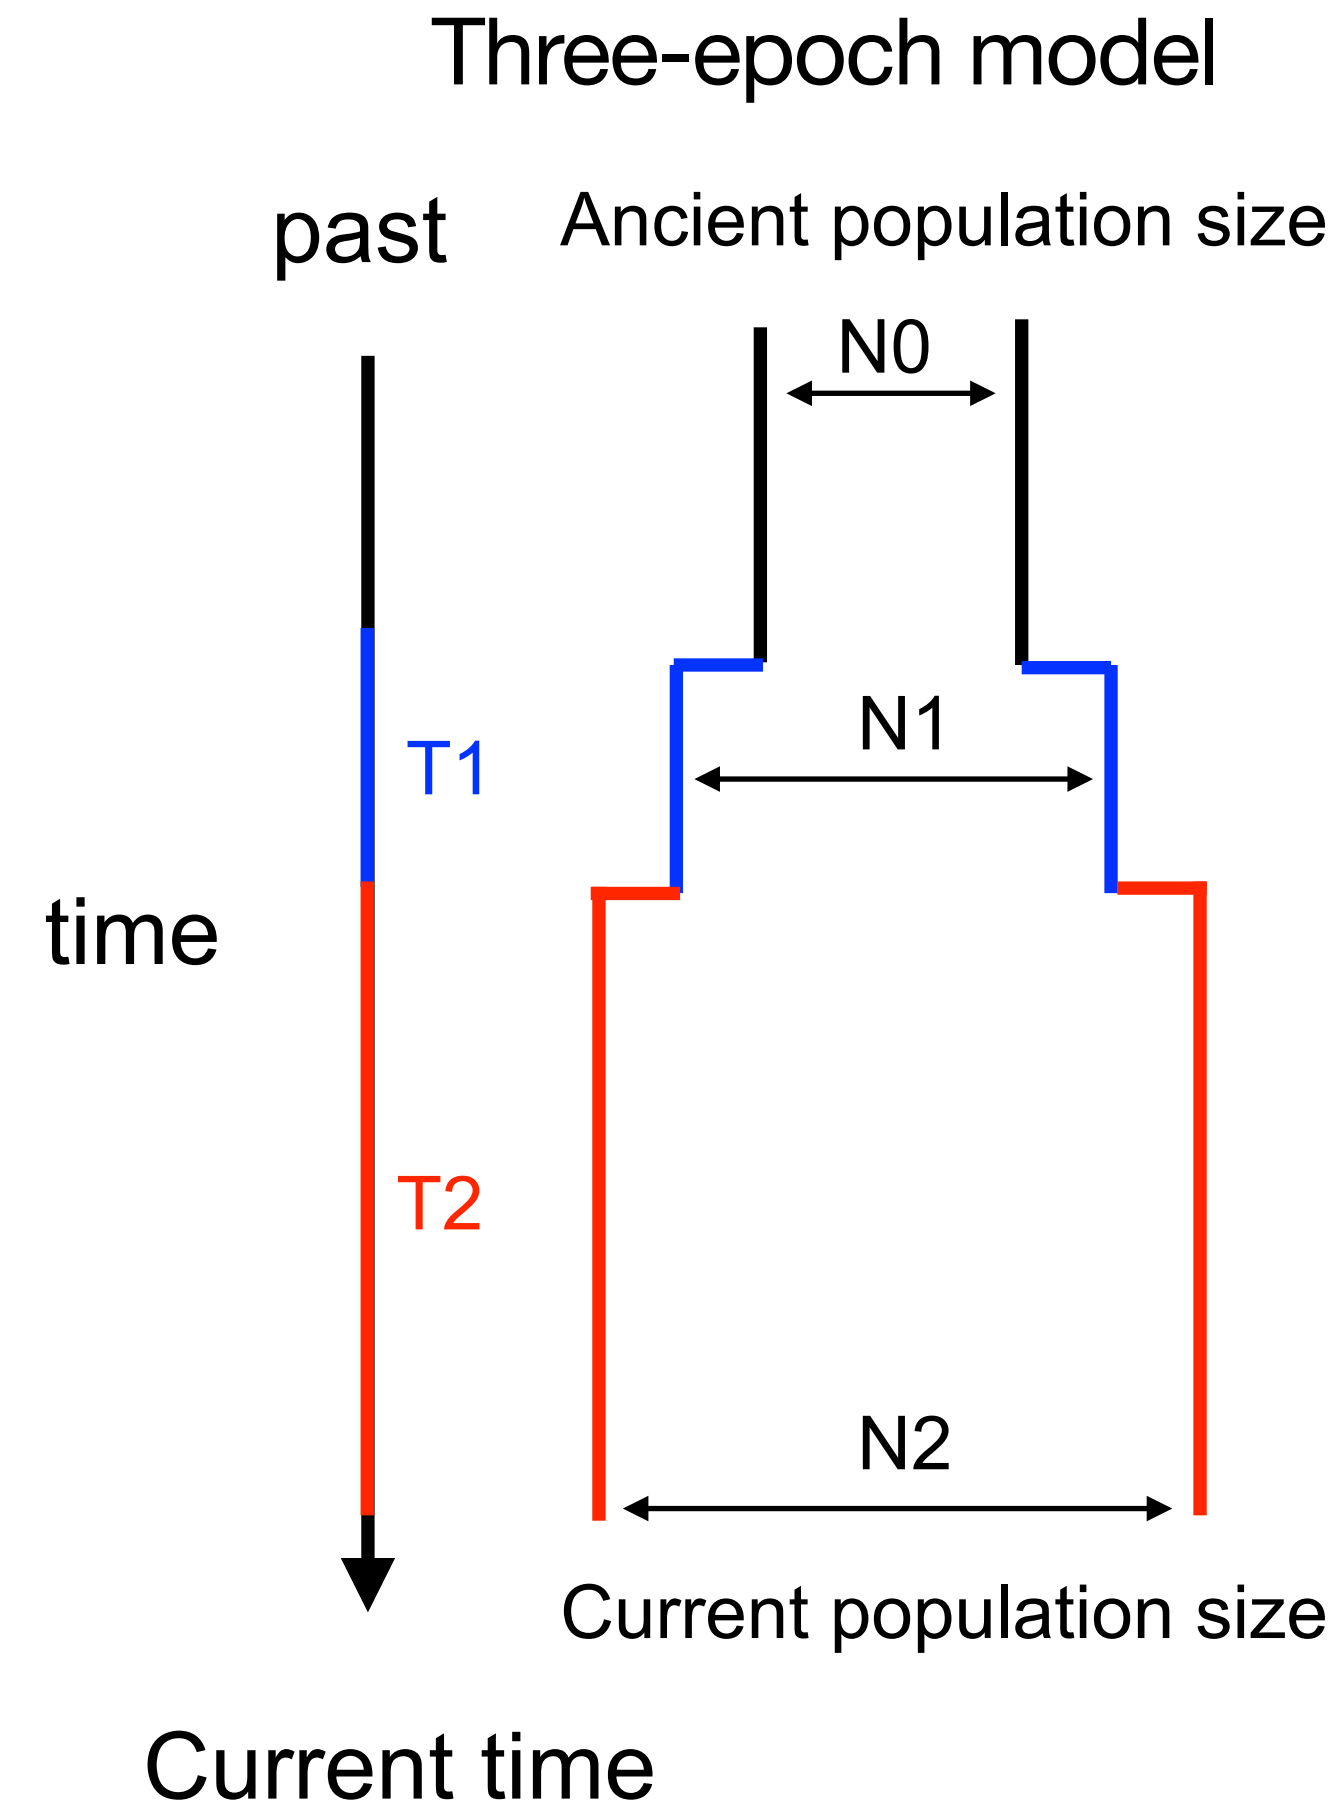 Three-epoch model
past
Ancient population size
N0
N1
T1
time
T2
N2
Current population size
Current time